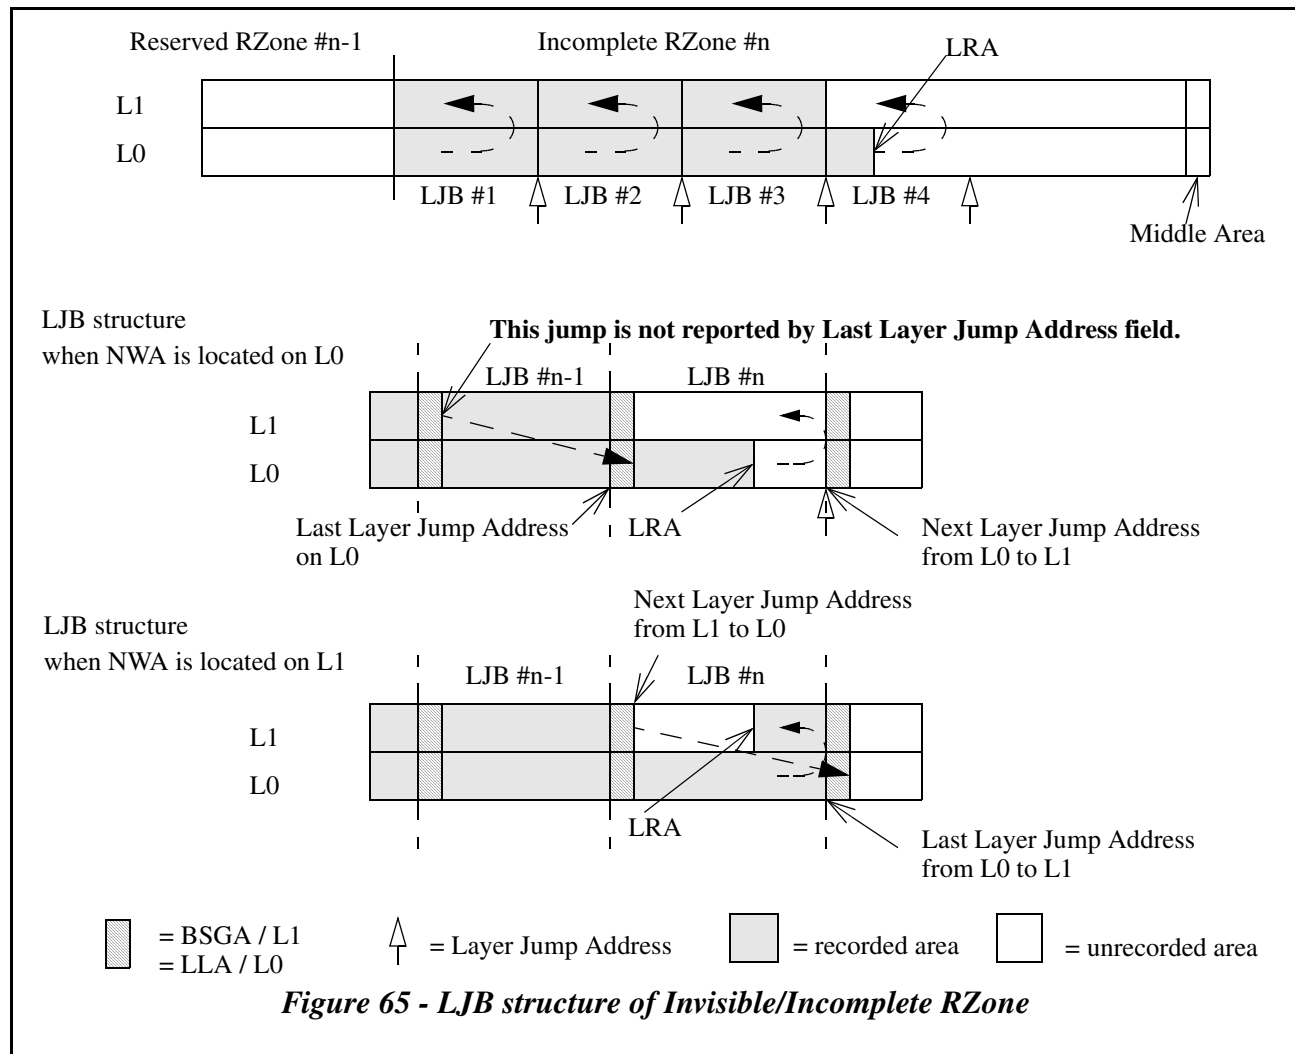 Reserved RZone #n-1
Incomplete RZone #n
LRA
L1
L0
LJB #1
LJB #2
LJB #3
LJB #4
Middle Area
LJB structure
when NWA is located on L0
This jump is not reported by Last Layer Jump Address field.
LJB #n-1
LJB #n
L1
L0
Last Layer Jump Address
on L0
LRA
Next Layer Jump Address
from L0 to L1
Next Layer Jump Address
from L1 to L0
LJB structure
when NWA is located on L1
LJB #n-1
LJB #n
L1
L0
LRA
Last Layer Jump Address
from L0 to L1
= BSGA / L1
= LLA / L0
= Layer Jump Address
= recorded area
= unrecorded area
Figure 65 - LJB structure of Invisible/Incomplete RZone